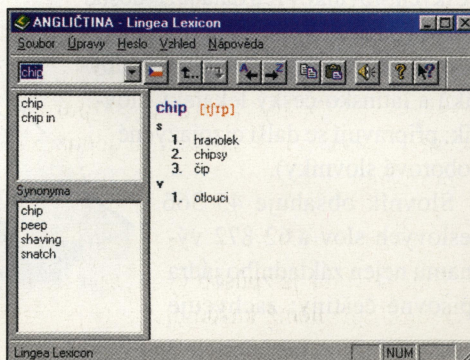 ANGLIČTINA - Lingea Lexicon
Soubor Úpravy Heslo Vzhled Nápověda
chip
chip
chip in
Synonyma
chip
peep
shaving
snatch
chip [tʃɪp]
s
1. hranolek
2. chipsy
3. čip
v
1. otlouci
Lingea Lexicon
NUM